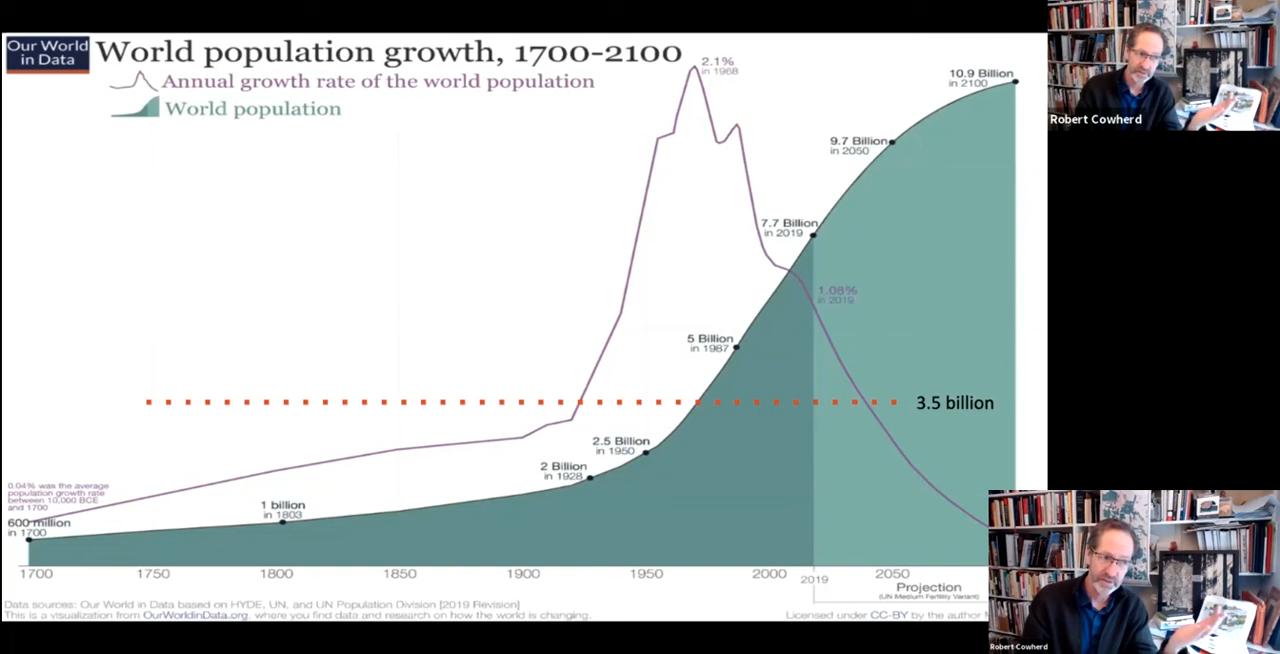 Our World
in Data
World population growth, 1700-2100
Annual growth rate of the world population
World population
2.1%
in 1968
10.9 Billion
in 2100
9.7 Billion
in 2050
7.7 Billion
in 2019
1.08%
in 2019
5 Billion
in 1987
3.5 billion
2.5 Billion
in 1950
2 Billion
in 1928
0.04% was the average
population growth rate
between 10,000 BCE
and 1700
1 billion
in 1803
600 million
in 1700
1700 1750 1800 1850 1900 1950 2000 2019 2050
Projection
(UN Medium Fertility Variant)
Data sources: Our World in Data based on HYDE, UN, and UN Population Division [2019 Revision]
This is a visualization from OurWorldinData.org, where you find data and research on how the world is changing.
Licensed under CC-BY by the author
Robert Cowherd
Robert Cowherd